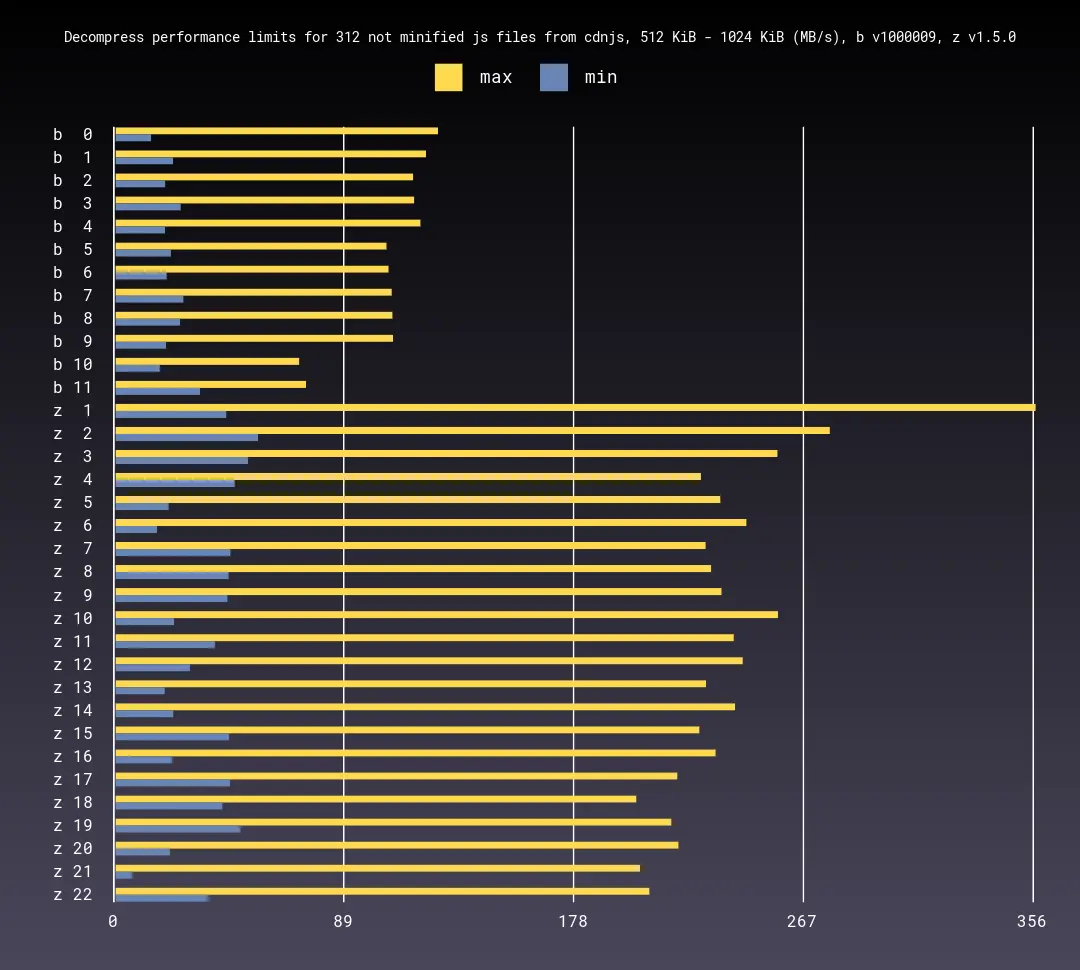 Decompress performance limits for 312 not minified js files from cdnjs, 512 KiB - 1024 KiB (MB/s), b v1000009, z v1.5.0
max min
b 0
b 1
b 2
b 3
b 4
b 5
b 6
b 7
b 8
b 9
b 10
b 11
z 1
z 2
z 3
z 4
z 5
z 6
z 7
z 8
z 9
z 10
z 11
z 12
z 13
z 14
z 15
z 16
z 17
z 18
z 19
z 20
z 21
z 22
0 89 178 267 356